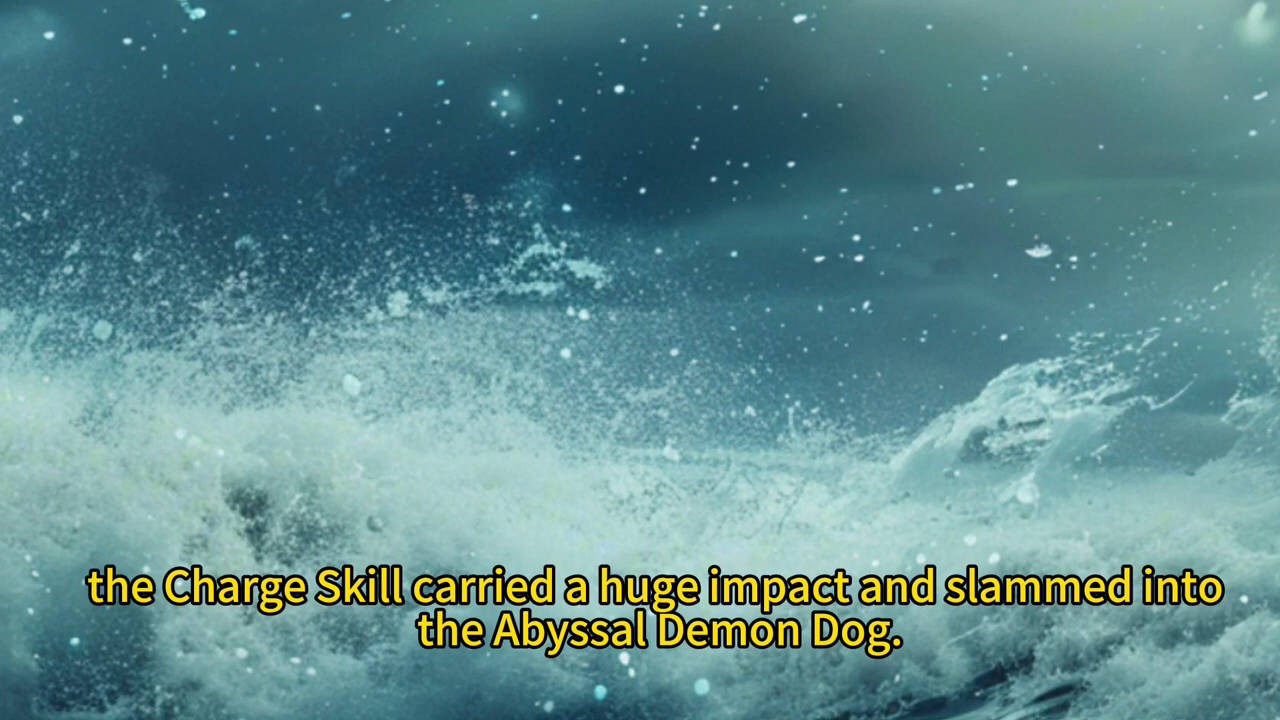 the Charge Skill carried a huge impact and slammed into
the Abyssal Demon Dog.